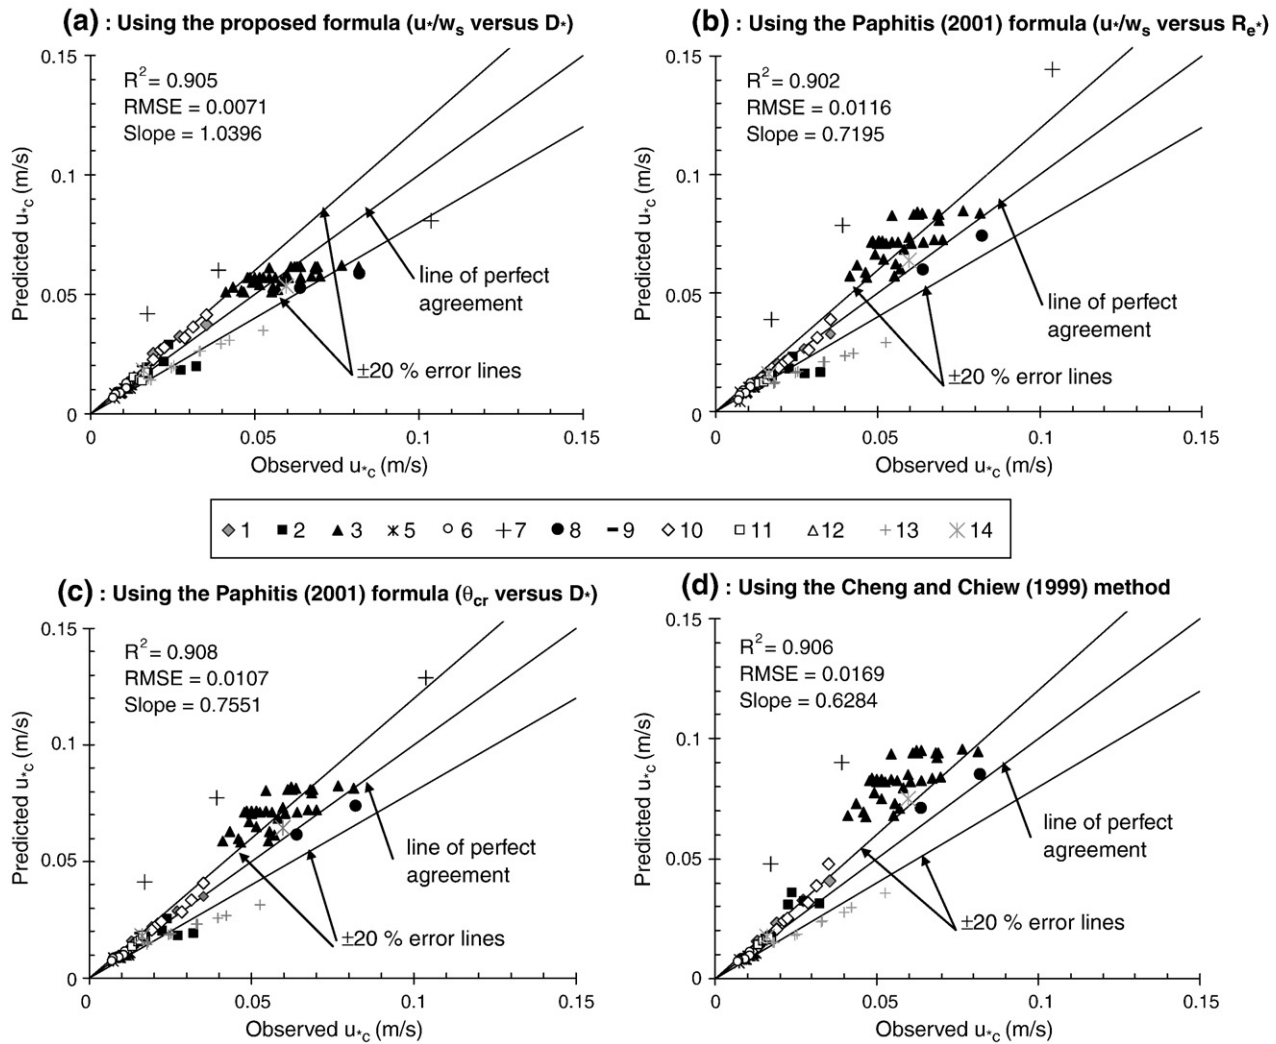 (a) : Using the proposed formula (u*/ws versus D*)
R2 = 0.905
RMSE = 0.0071
Slope = 1.0396
Predicted u*c (m/s)
0.15
0.1
0.05
0
line of perfect
agreement
±20 % error lines
0 0.05 0.1 0.15
Observed u*c (m/s)
(b) : Using the Paphitis (2001) formula (u*/ws versus Re*)
R2 = 0.902
RMSE = 0.0116
Slope = 0.7195
Predicted u*c (m/s)
0.15
0.1
0.05
0
line of perfect
agreement
±20 % error lines
0 0.05 0.1 0.15
Observed u*c (m/s)
1 2 3 5 6 7 8 9 10 11 12 13 14
(c) : Using the Paphitis (2001) formula (θcr versus D*)
R2 = 0.908
RMSE = 0.0107
Slope = 0.7551
Predicted u*c (m/s)
0.15
0.1
0.05
0
line of perfect
agreement
±20 % error lines
0 0.05 0.1 0.15
Observed u*c (m/s)
(d) : Using the Cheng and Chiew (1999) method
R2 = 0.906
RMSE = 0.0169
Slope = 0.6284
Predicted u*c (m/s)
0.15
0.1
0.05
0
line of perfect
agreement
±20 % error lines
0 0.05 0.1 0.15
Observed u*c (m/s)